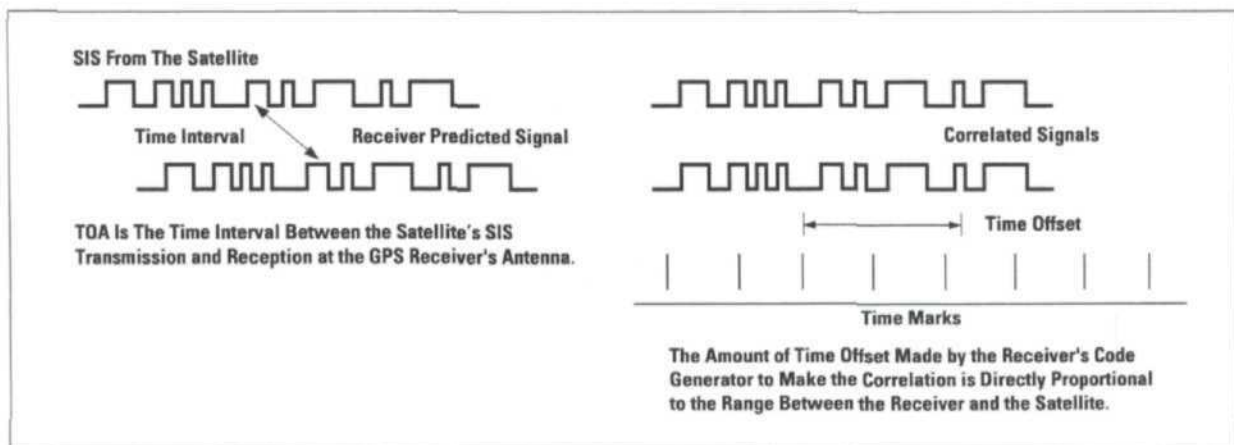 SIS From The Satellite
Time Interval
Receiver Predicted Signal
TOA Is The Time Interval Between the Satellite's SIS
Transmission and Reception at the GPS Receiver's Antenna.
Correlated Signals
Time Offset
Time Marks
The Amount of Time Offset Made by the Receiver's Code
Generator to Make the Correlation is Directly Proportional
to the Range Between the Receiver and the Satellite.